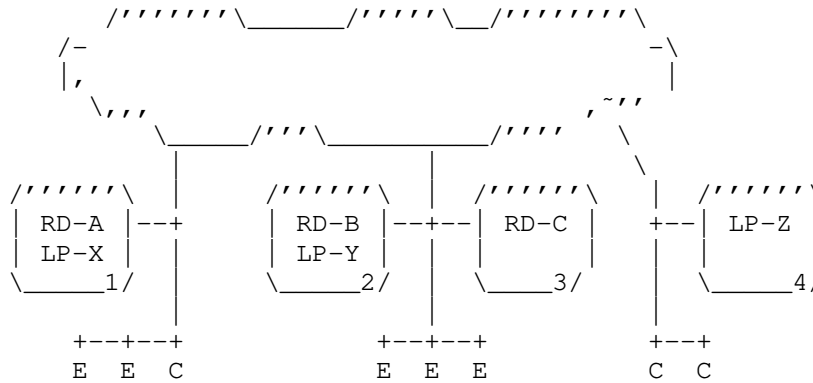 RD-A RD-B RD-C LP-Z
LP-X LP-Y
1 2 3 4
E E C E E E C C